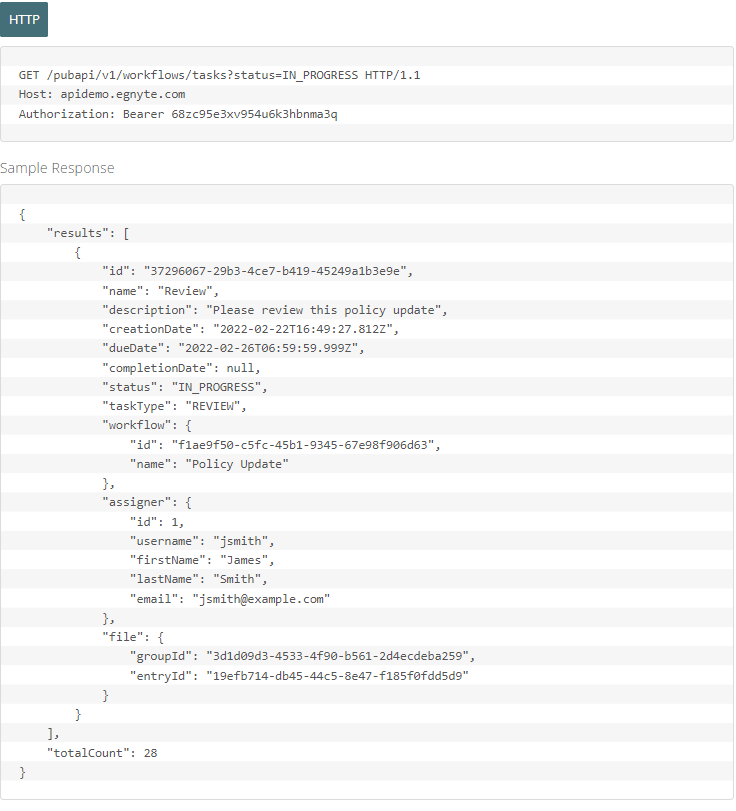 HTTP
GET /pubapi/v1/workflows/tasks?status=IN_PROGRESS HTTP/1.1
Host: apidemo.egnyte.com
Authorization: Bearer 68zc95e3xv954u6k3hbnma3q
Sample Response
{
    "results": [
        {
            "id": "37296067-29b3-4ce7-b419-45249a1b3e9e",
            "name": "Review",
            "description": "Please review this policy update",
            "creationDate": "2022-02-22T16:49:27.812Z",
            "dueDate": "2022-02-26T06:59:59.999Z",
            "completionDate": null,
            "status": "IN_PROGRESS",
            "taskType": "REVIEW",
            "workflow": {
                "id": "f1ae9f50-c5fc-45b1-9345-67e98f906d63",
                "name": "Policy Update"
            },
            "assigner": {
                "id": 1,
                "username": "jsmith",
                "firstName": "James",
                "lastName": "Smith",
                "email": "jsmith@example.com"
            },
            "file": {
                "groupId": "3d1d09d3-4533-4f90-b561-2d4ecdeba259",
                "entryId": "19efb714-db45-44c5-8e47-f185f0fdd5d9"
            }
        }
    ],
    "totalCount": 28
}